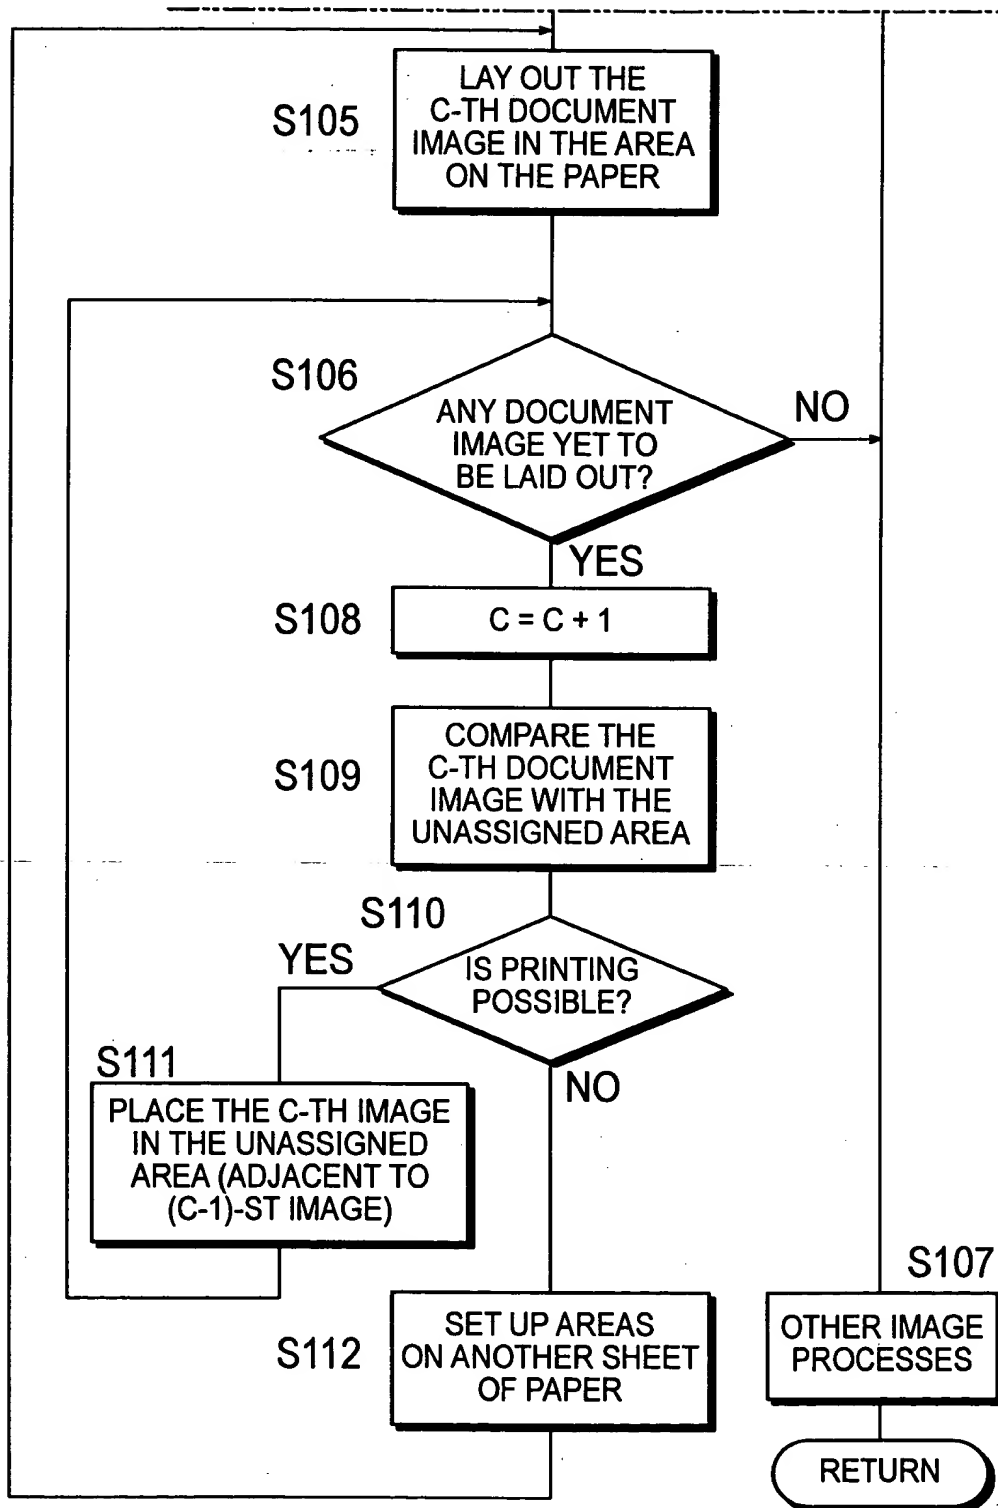 S105
LAY OUT THE
C-TH DOCUMENT
IMAGE IN THE AREA
ON THE PAPER
S106
ANY DOCUMENT
IMAGE YET TO
BE LAID OUT?
NO
YES
S108
C = C + 1
S109
COMPARE THE
C-TH DOCUMENT
IMAGE WITH THE
UNASSIGNED AREA
S110
YES
IS PRINTING
POSSIBLE?
NO
S111
PLACE THE C-TH IMAGE
IN THE UNASSIGNED
AREA (ADJACENT TO
(C-1)-ST IMAGE)
S112
SET UP AREAS
ON ANOTHER SHEET
OF PAPER
S107
OTHER IMAGE
PROCESSES
RETURN